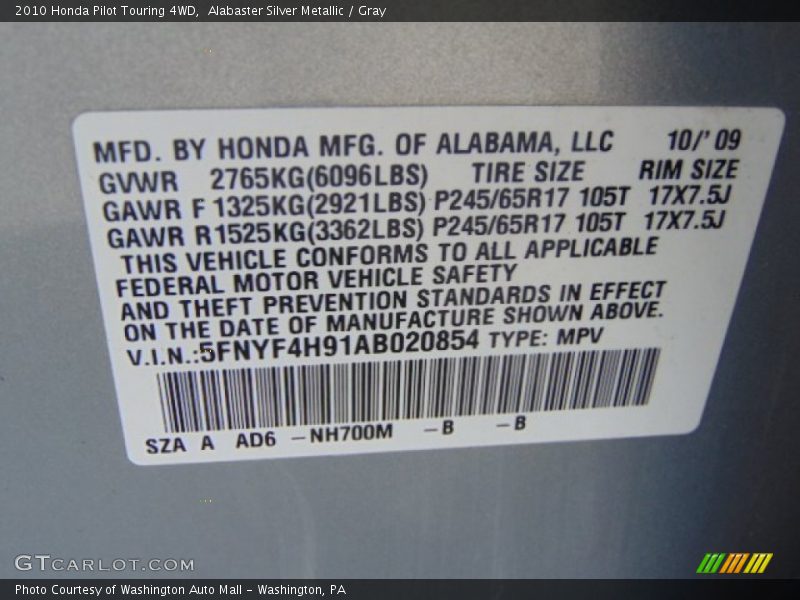 2010 Honda Pilot Touring 4WD,  Alabaster Silver Metallic / Gray
MFD. BY HONDA MFG. OF ALABAMA, LLC 10/'09
GVWR 2765KG(6096LBS) TIRE SIZE RIM SIZE
GAWR F 1325KG(2921LBS) P245/65R17 105T 17X7.5J
GAWR R1525KG(3362LBS) P245/65R17 105T 17X7.5J
THIS VEHICLE CONFORMS TO ALL APPLICABLE
FEDERAL MOTOR VEHICLE SAFETY
AND THEFT PREVENTION STANDARDS IN EFFECT
ON THE DATE OF MANUFACTURE SHOWN ABOVE.
V.I.N.:5FNYF4H91AB020854 TYPE: MPV
SZA A AD6 -NH700M -B -B
GTCARLOT.COM
Photo Courtesy of Washington Auto Mall - Washington, PA